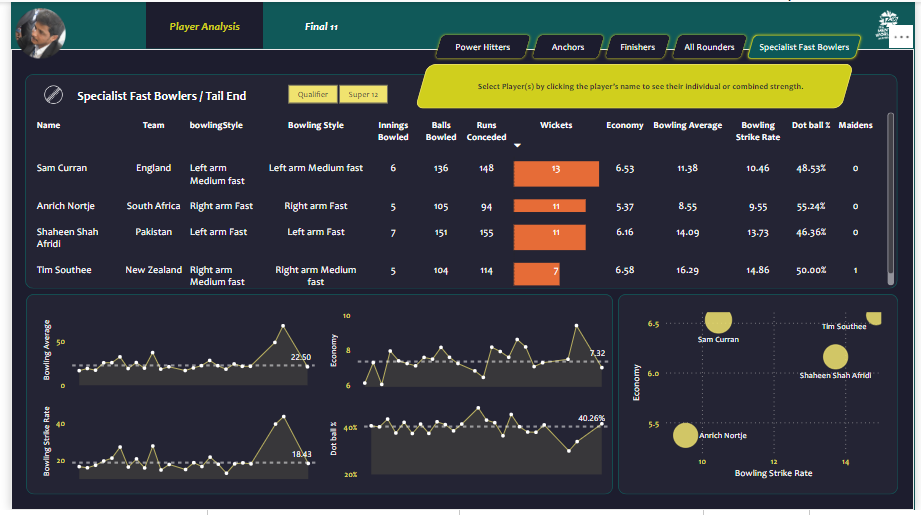 Player Analysis
Final 11
Power Hitters
Anchors
Finishers
All Rounders
Specialist Fast Bowlers
Select Player(s) by clicking the player's name to see their individual or combined strength.
Specialist Fast Bowlers / Tail End
Qualifier
Super 12
Name Team bowlingStyle Bowling Style Innings Bowled Balls Bowled Runs Conceded Wickets Economy Bowling Average Bowling Strike Rate Dot ball % Maidens
Sam Curran England Left arm Medium fast Left arm Medium fast 6 136 148 13 6.53 11.38 10.46 48.53% 0
Anrich Nortje South Africa Right arm Fast Right arm Fast 5 105 94 11 5.37 8.55 9.55 55.24% 0
Shaheen Shah Afridi Pakistan Left arm Fast Left arm Fast 7 151 155 11 6.16 14.09 13.73 46.36% 0
Tim Southee New Zealand Right arm Medium fast Right arm Medium fast 5 104 114 7 6.58 16.29 14.86 50.00% 1
Bowling Average
50
0
22.50
Economy
10
8
6
7.32
Bowling Strike Rate
40
20
18.43
Dot ball %
40%
20%
40.26%
Economy
6.5
6.0
5.5
Sam Curran
Tim Southee
Shaheen Shah Afridi
Anrich Nortje
10
12
14
Bowling Strike Rate